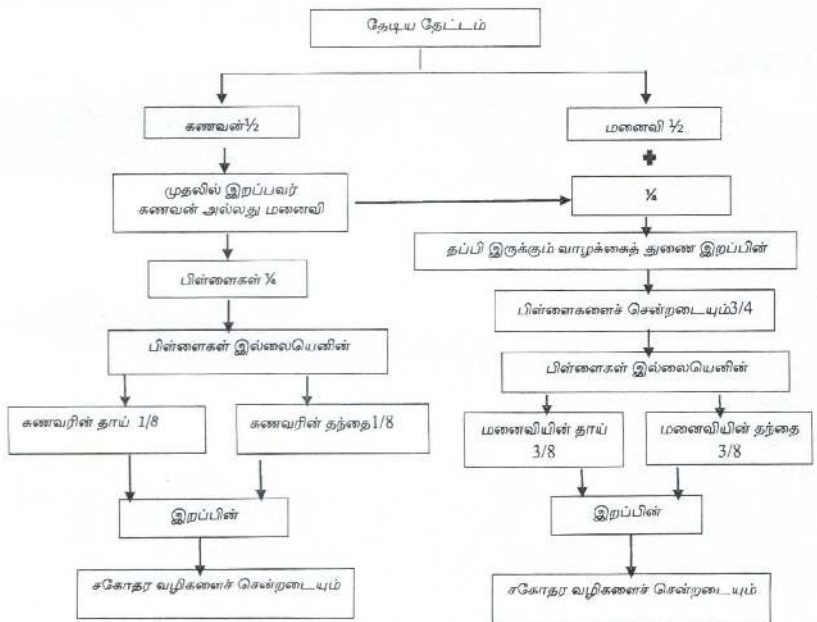 தேடிய தேட்டம்
கணவன்½
மனைவி ½
முதலில் இறப்பவர்
கணவன் அல்லது மனைவி
¼
தப்பி இருக்கும் வாழக்கைத் துணை இறப்பின்
பிள்ளைகள் ¼
பிள்ளைகளைச் சென்றடையும்3/4
பிள்ளைகள் இல்லையெனின்
பிள்ளைகள் இல்லையெனின்
கணவரின் தாய் 1/8
கணவரின் தந்தை1/8
மனைவியின் தாய்
3/8
மனைவியின் தந்தை
3/8
இறப்பின்
இறப்பின்
சகோதர வழிகளைச் சென்றடையும்
சகோதர வழிகளைச் சென்றடையும்